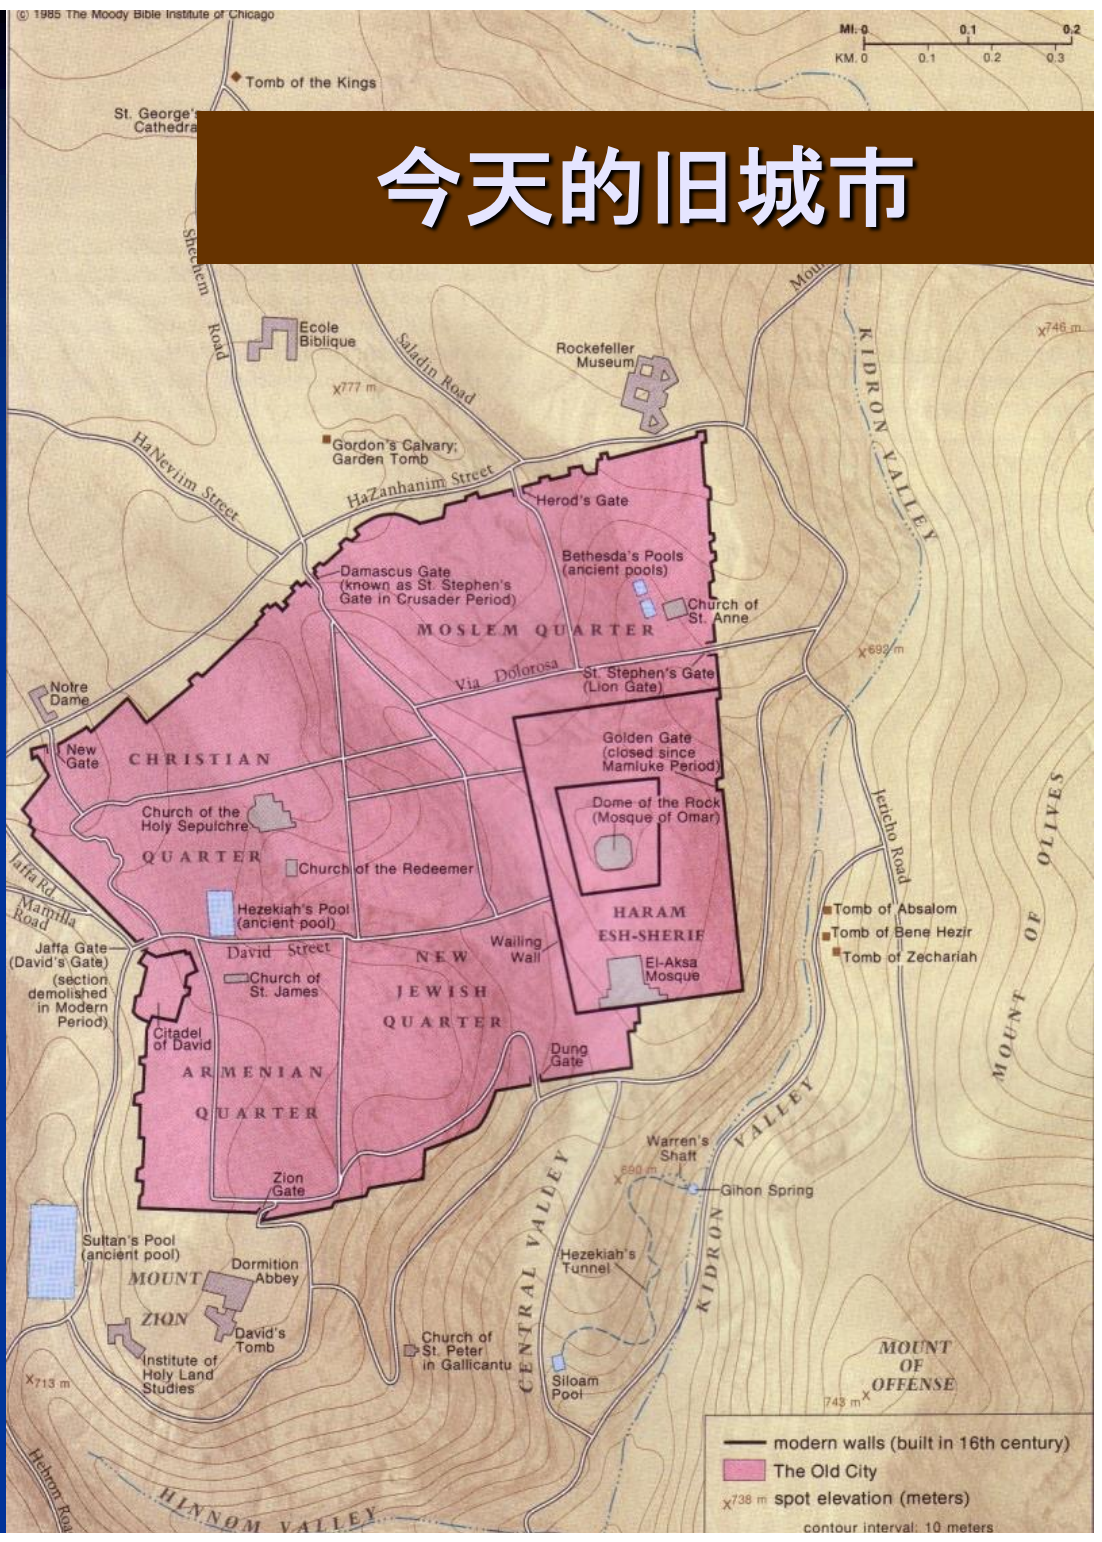 © 1985 The Moody Bible Institute of Chicago
MI. 0 0.1 0.2
KM. 0 0.1 0.2 0.3
Tomb of the Kings
St. George's
Cathedra
今天的旧城市
Shechem
Road
Ecole
Biblique
x777 m
Saladin Road
Rockefeller
Museum
Moun
x746 m
KIDRON VALLEY
Gordon's Calvary;
Garden Tomb
HaNeviim Street
HaZanhanim Street
Herod's Gate
Damascus Gate
(known as St. Stephen's
Gate in Crusader Period)
Bethesda's Pools
(ancient pools)
Church of
St. Anne
MOSLEM QUARTER
x692 m
Via Dolorosa
St. Stephen's Gate
(Lion Gate)
Notre
Dame
New
Gate
CHRISTIAN
Golden Gate
(closed since
Mamluke Period)
Church of the
Holy Sepulchre
Dome of the Rock
(Mosque of Omar)
QUARTER
Church of the Redeemer
Jericho Road
MOUNT OF OLIVES
Jaffa Rd
Mamilla
Road
Hezekiah's Pool
(ancient pool)
HARAM
ESH-SHERIF
Tomb of Absalom
Tomb of Bene Hezir
Tomb of Zechariah
Jaffa Gate
(David's Gate)
(section
demolished
in Modern
Period)
David Street
Wailing
Wall
NEW
JEWISH
QUARTER
El-Aksa
Mosque
Church of
St. James
Citadel
of David
Dung
Gate
ARMENIAN
QUARTER
Zion
Gate
Warren's
Shaft
x690 m
Gihon Spring
KIDRON VALLEY
CENTRAL VALLEY
Hezekiah's
Tunnel
Sultan's Pool
(ancient pool)
MOUNT
ZION
Dormition
Abbey
David's
Tomb
Institute of
Holy Land
Studies
Church of
St. Peter
in Gallicantu
Siloam
Pool
x713 m
MOUNT
OF
OFFENSE
743 m x
Hebron Roa
HINNOM VALLEY
modern walls (built in 16th century)
The Old City
x738 m spot elevation (meters)
contour interval: 10 meters